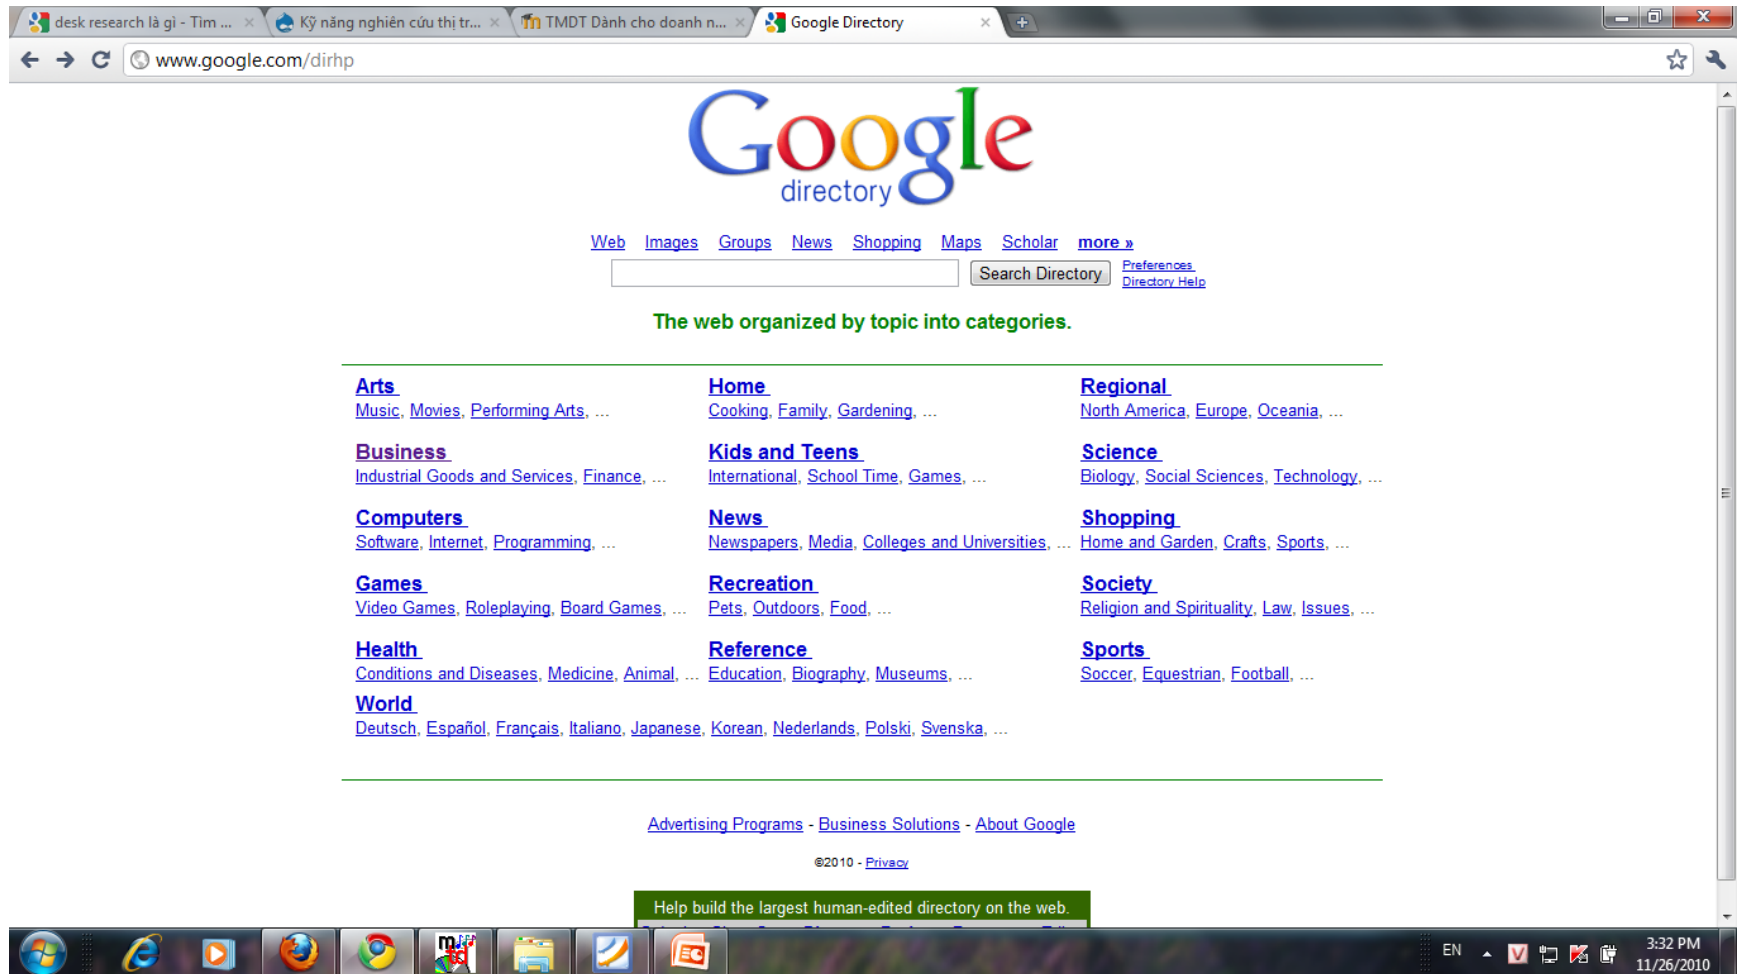 desk research là gì - Tìm ... Kỹ năng nghiên cứu thị tr... TMDT Dành cho doanh n... Google Directory
www.google.com/dirhp
Google
directory
Web Images Groups News Shopping Maps Scholar more »
Search Directory Preferences
Directory Help
The web organized by topic into categories.
Arts Home Regional
Music, Movies, Performing Arts, ... Cooking, Family, Gardening, ... North America, Europe, Oceania, ...
Business Kids and Teens Science
Industrial Goods and Services, Finance, ... International, School Time, Games, ... Biology, Social Sciences, Technology, ...
Computers News Shopping
Software, Internet, Programming, ... Newspapers, Media, Colleges and Universities, ... Home and Garden, Crafts, Sports, ...
Games Recreation Society
Video Games, Roleplaying, Board Games, ... Pets, Outdoors, Food, ... Religion and Spirituality, Law, Issues, ...
Health Reference Sports
Conditions and Diseases, Medicine, Animal, ... Education, Biography, Museums, ... Soccer, Equestrian, Football, ...
World
Deutsch, Español, Français, Italiano, Japanese, Korean, Nederlands, Polski, Svenska, ...
Advertising Programs - Business Solutions - About Google
©2010 - Privacy
Help build the largest human-edited directory on the web.
EN 3:32 PM
11/26/2010